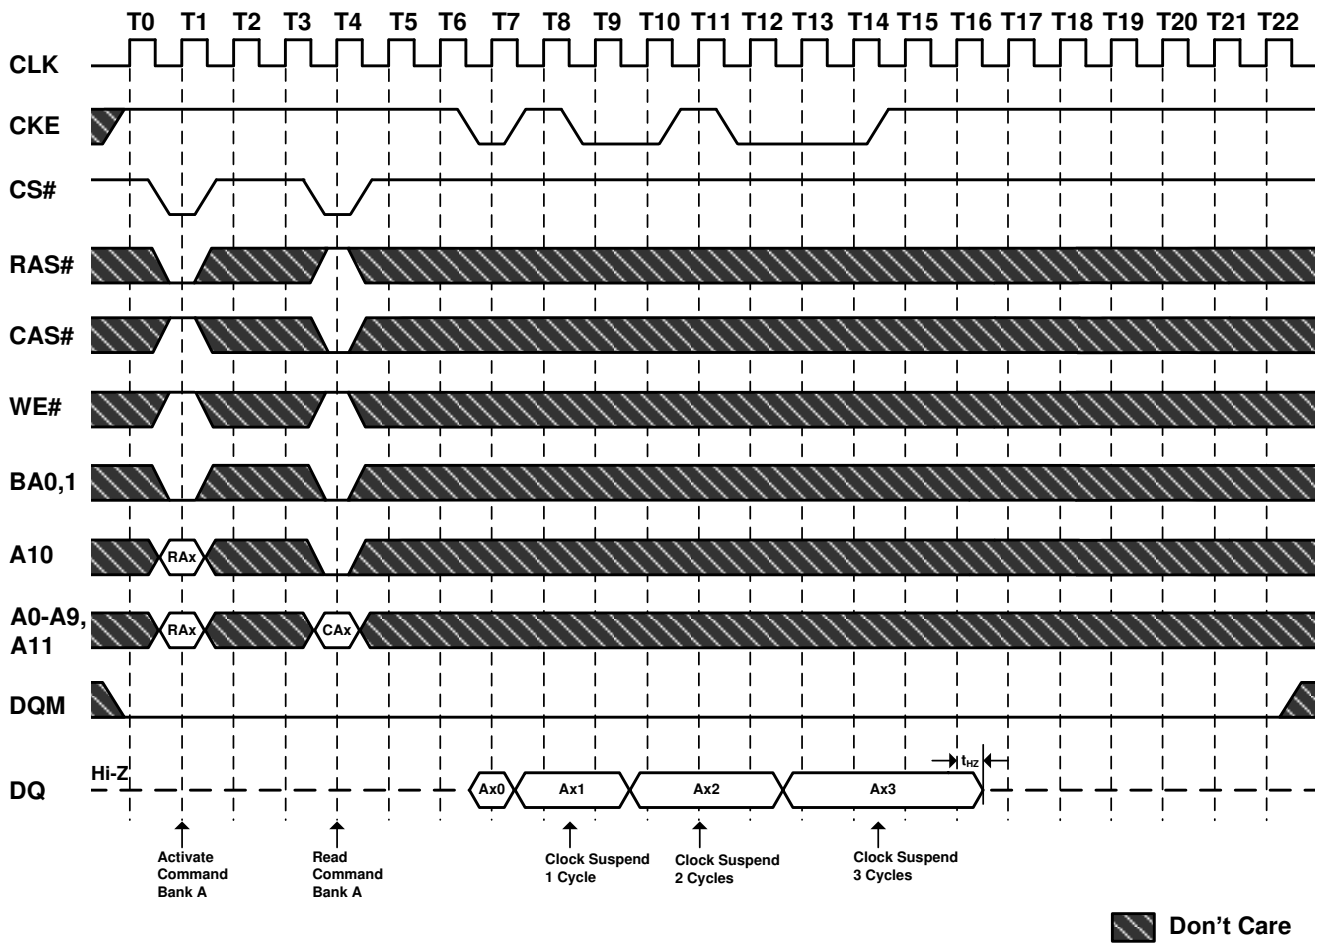 T0 T1 T2 T3 T4 T5 T6 T7 T8 T9 T10 T11 T12 T13 T14 T15 T16 T17 T18 T19 T20 T21 T22
CLK
CKE
CS#
RAS#
CAS#
WE#
BA0,1
A10 RAx
A0-A9,
A11 RAx CAx
DQM
tHZ
Hi-Z
DQ Ax0 Ax1 Ax2 Ax3
Activate
Command
Bank A
Read
Command
Bank A
Clock Suspend
1 Cycle
Clock Suspend
2 Cycles
Clock Suspend
3 Cycles
Don't Care